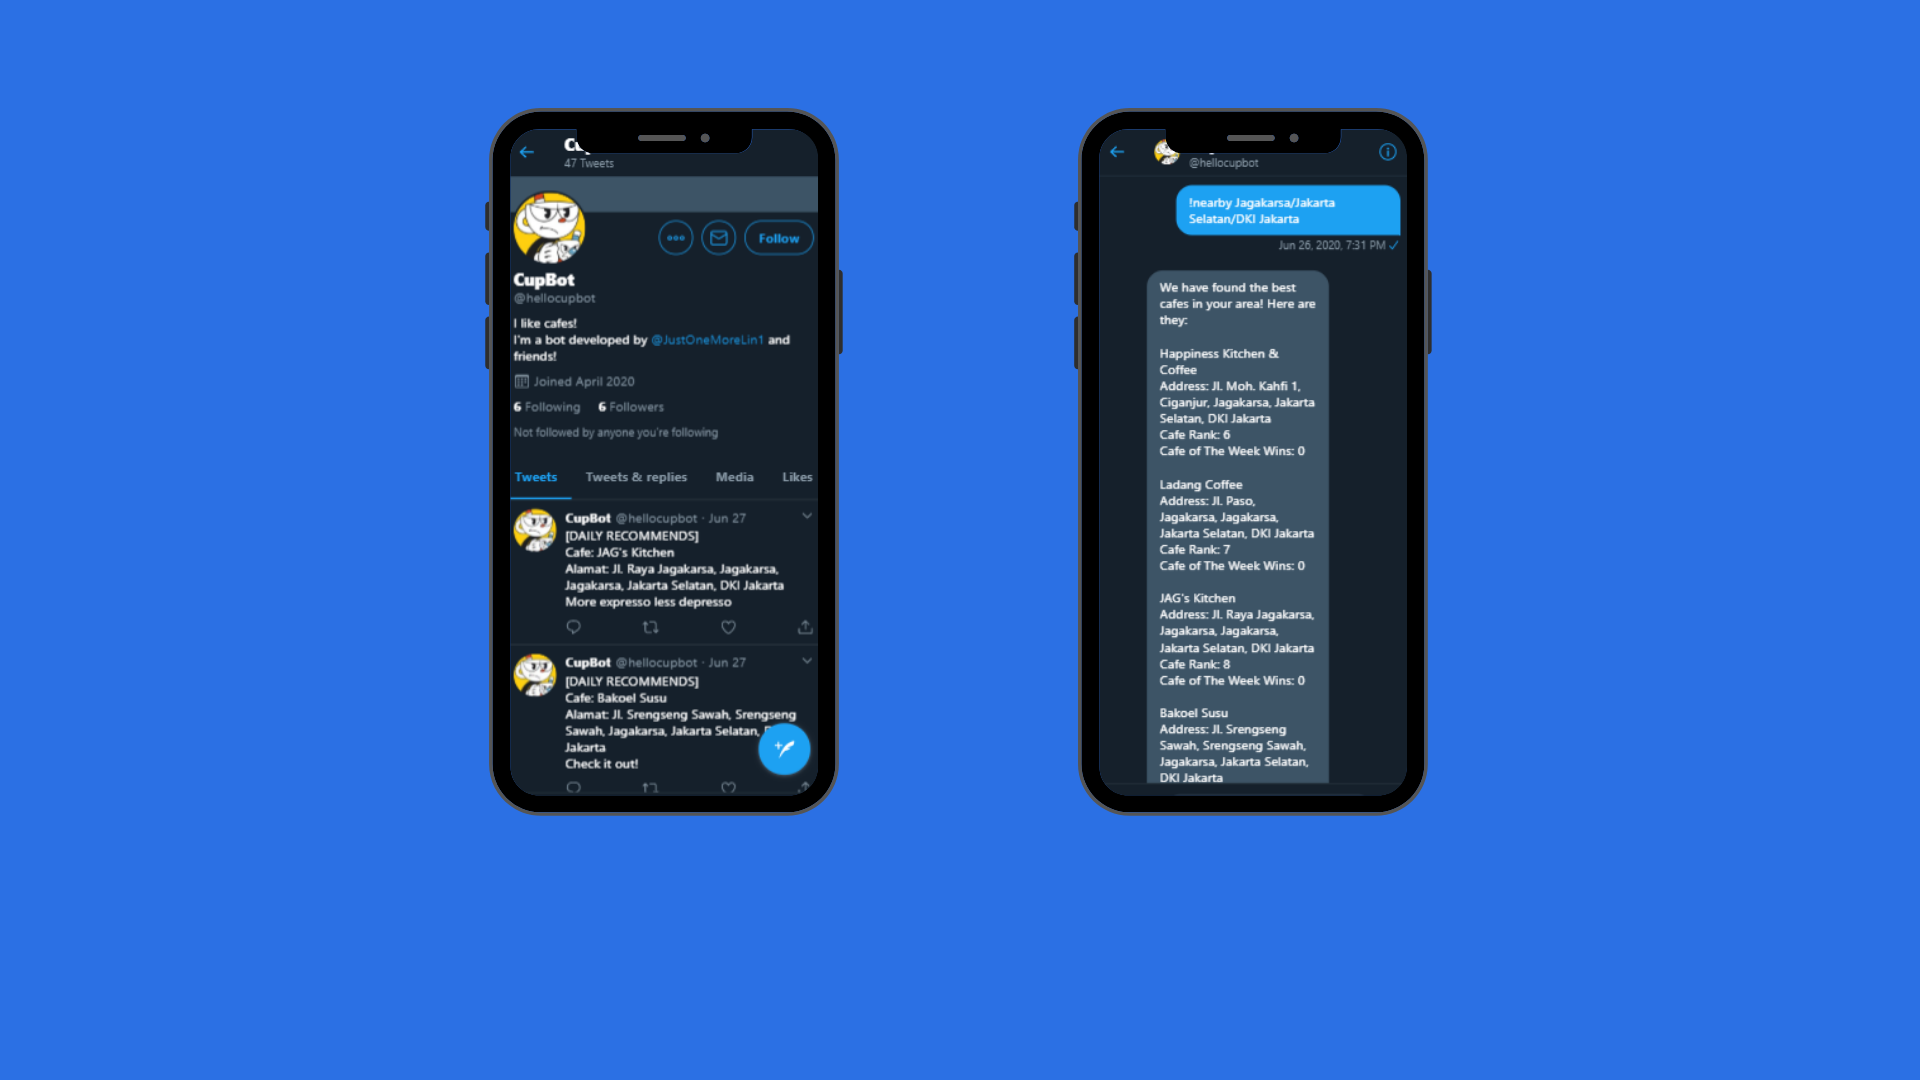 47 Tweets
Follow
CupBot
@hellocupbot
I like cafes!
I'm a bot developed by @JustOneMoreLin1 and
friends!
Joined April 2020
6 Following 6 Followers
Not followed by anyone you're following
Tweets Tweets & replies Media Likes
CupBot @hellocupbot · Jun 27
[DAILY RECOMMENDS]
Cafe: JAG's Kitchen
Alamat: Jl. Raya Jagakarsa, Jagakarsa,
Jagakarsa, Jakarta Selatan, DKI Jakarta
More expresso less depresso
CupBot @hellocupbot · Jun 27
[DAILY RECOMMENDS]
Cafe: Bakoel Susu
Alamat: Jl. Srengseng Sawah, Srengseng
Sawah, Jagakarsa, Jakarta Selatan,
Jakarta
Check it out!
@hellocupbot
!nearby Jagakarsa/Jakarta
Selatan/DKI Jakarta
Jun 26, 2020, 7:31 PM
We have found the best
cafes in your area! Here are
they:
Happiness Kitchen &
Coffee
Address: Jl. Moh. Kahfi 1,
Ciganjur, Jagakarsa, Jakarta
Selatan, DKI Jakarta
Cafe Rank: 6
Cafe of The Week Wins: 0
Ladang Coffee
Address: Jl. Paso,
Jagakarsa, Jagakarsa,
Jakarta Selatan, DKI Jakarta
Cafe Rank: 7
Cafe of The Week Wins: 0
JAG's Kitchen
Address: Jl. Raya Jagakarsa,
Jagakarsa, Jagakarsa,
Jakarta Selatan, DKI Jakarta
Cafe Rank: 8
Cafe of The Week Wins: 0
Bakoel Susu
Address: Jl. Srengseng
Sawah, Srengseng Sawah,
Jagakarsa, Jakarta Selatan,
DKI Jakarta